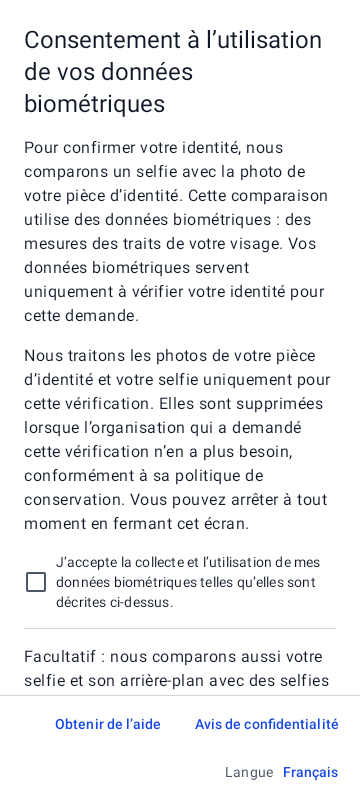 Consentement à l’utilisation
de vos données
biométriques
Pour confirmer votre identité, nous
comparons un selfie avec la photo de
votre pièce d’identité. Cette comparaison
utilise des données biométriques : des
mesures des traits de votre visage. Vos
données biométriques servent
uniquement à vérifier votre identité pour
cette demande.
Nous traitons les photos de votre pièce
d’identité et votre selfie uniquement pour
cette vérification. Elles sont supprimées
lorsque l’organisation qui a demandé
cette vérification n’en a plus besoin,
conformément à sa politique de
conservation. Vous pouvez arrêter à tout
moment en fermant cet écran.
J’accepte la collecte et l’utilisation de mes
données biométriques telles qu’elles sont
décrites ci-dessus.
Facultatif : nous comparons aussi votre
selfie et son arrière-plan avec des selfies
Obtenir de l’aide Avis de confidentialité
Langue Français